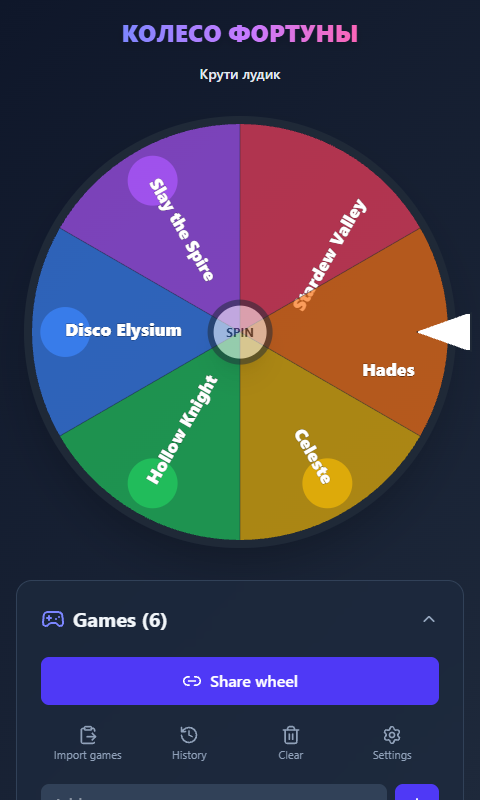 КОЛЕСО ФОРТУНЫ
Крути лудик
Slay the Spire
Stardew Valley
Disco Elysium
SPIN
Hades
Hollow Knight
Celeste
Games (6)
Share wheel
Import games
History
Clear
Settings